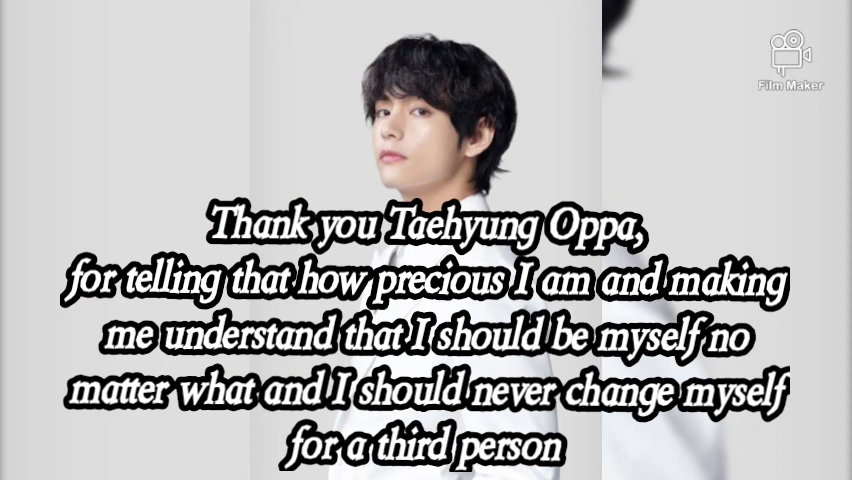 Film Maker
Thank you Taehyung Oppa,
for telling that how precious I am and making
me understand that I should be myself no
matter what and I should never change myself
for a third person